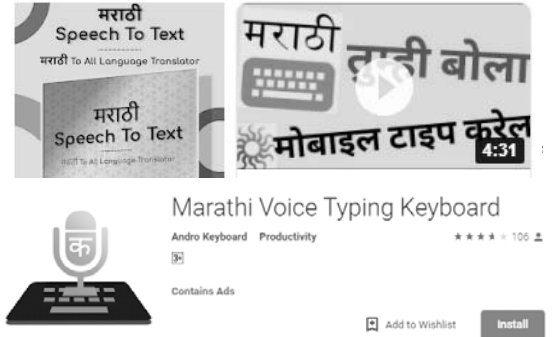 मराठी
Speech To Text
मराठी To All Language Translator
मराठी
Speech To Text
मराठी To All Language Translator
मराठी
तुम्ही बोला
मोबाइल टाइप करेल
4:31
क
Marathi Voice Typing Keyboard
Andro Keyboard Productivity
106
3+
Contains Ads
Add to Wishlist
Install